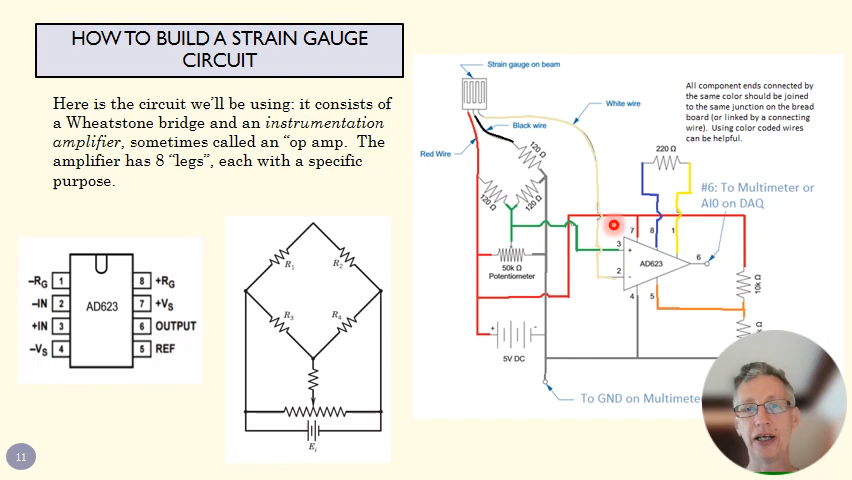 HOW TO BUILD A STRAIN GAUGE
CIRCUIT
Here is the circuit we'll be using: it consists of
a Wheatstone bridge and an instrumentation
amplifier, sometimes called an "op amp. The
amplifier has 8 "legs", each with a specific
purpose.
-RG 1
-IN 2
+IN 3
-VS 4
AD623
8 +RG
7 +VS
6 OUTPUT
5 REF
R1
R2
R3
R4
Ei
Strain gauge on beam
White wire
Black wire
Red Wire
All component ends connected by
the same color should be joined
to the same junction on the bread
board (or linked by a connecting
wire). Using color coded wires
can be helpful.
120 Ω
120 Ω
120 Ω
220 Ω
#6: To Multimeter or
AI0 on DAQ
7
8
1
3
+
2
-
AD623
6
4
5
50k Ω
Potentiometer
10k Ω
+
-
5V DC
To GND on Multime
11